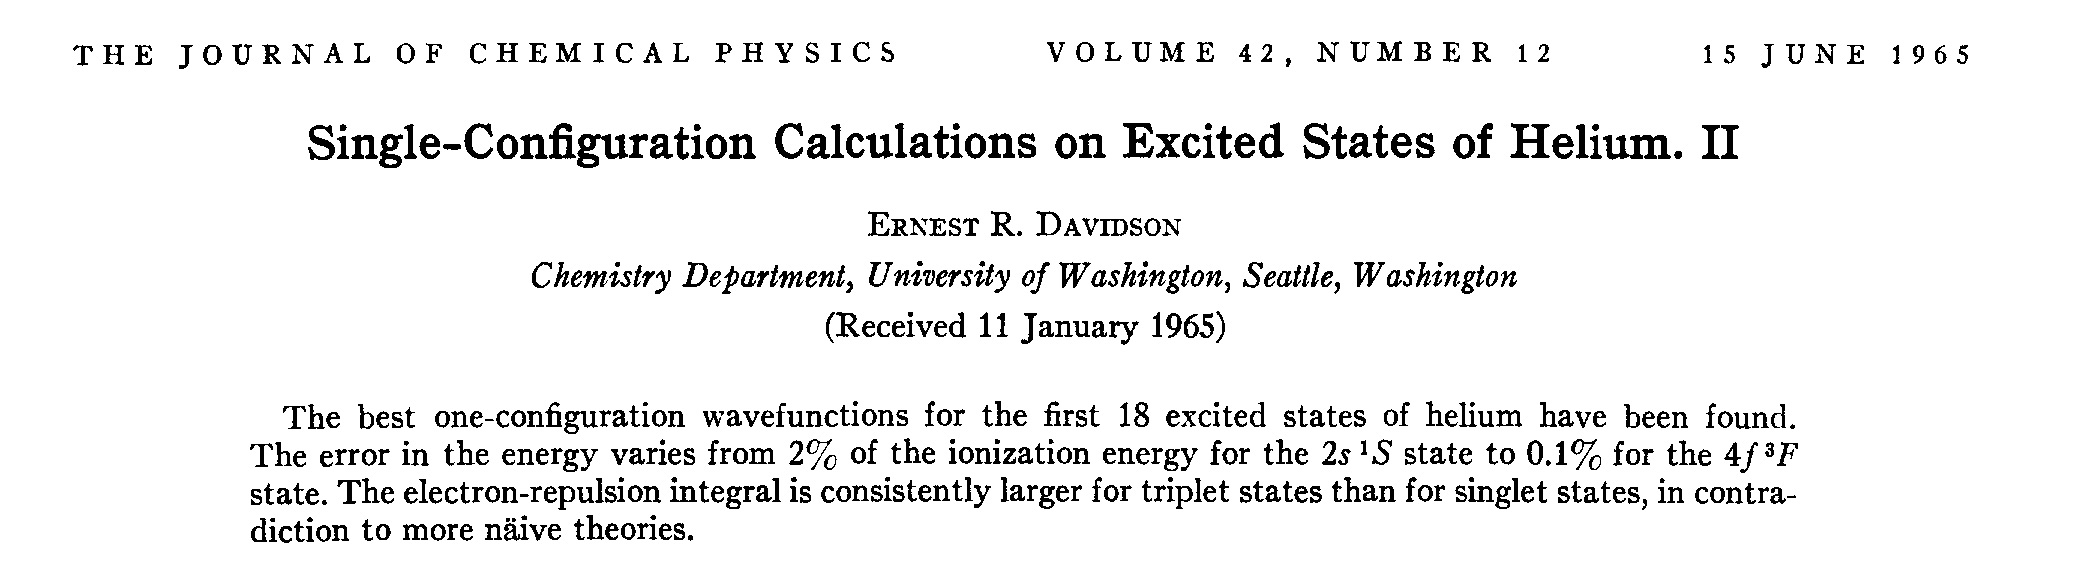 THE JOURNAL OF CHEMICAL PHYSICS VOLUME 42, NUMBER 12 15 JUNE 1965
Single-Configuration Calculations on Excited States of Helium. II
ERNEST R. DAVIDSON
Chemistry Department, University of Washington, Seattle, Washington
(Received 11 January 1965)
The best one-configuration wavefunctions for the first 18 excited states of helium have been found.
The error in the energy varies from 2% of the ionization energy for the 2s ¹S state to 0.1% for the 4f ³F
state. The electron-repulsion integral is consistently larger for triplet states than for singlet states, in contra-
diction to more näive theories.